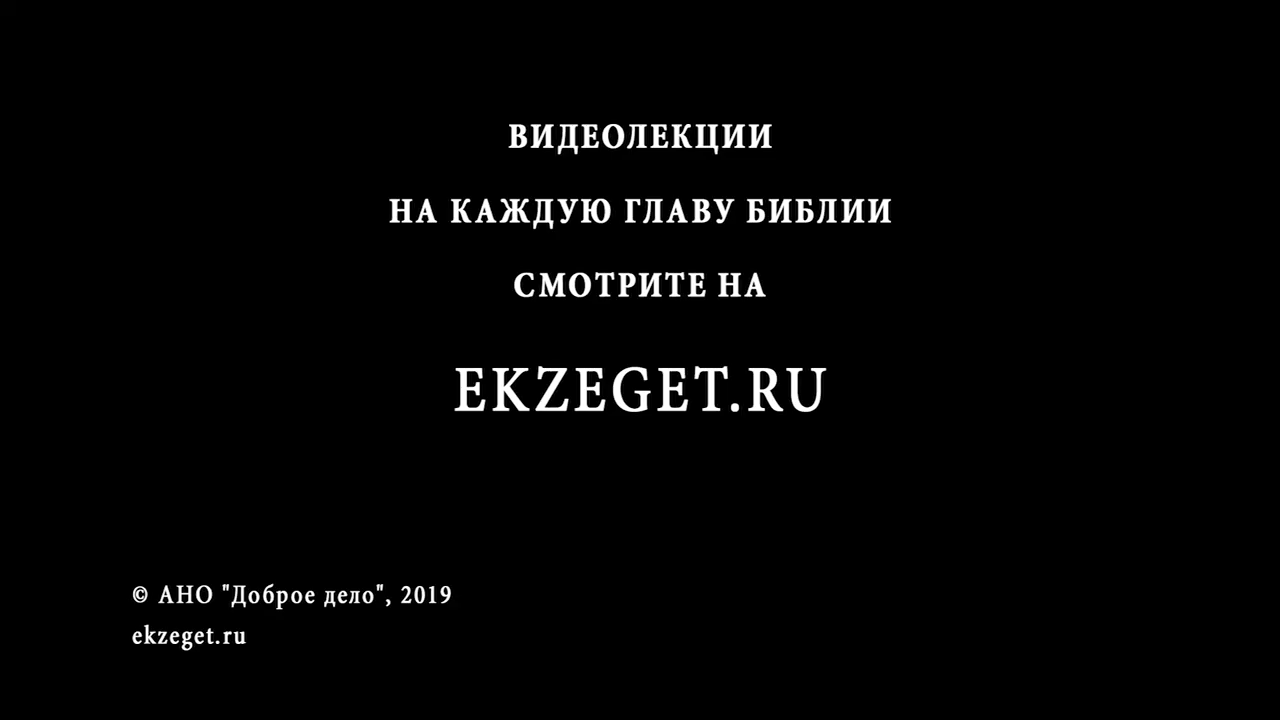 ВИДЕОЛЕКЦИИ
НА КАЖДУЮ ГЛАВУ БИБЛИИ
СМОТРИТЕ НА
EKZEGET.RU
© АНО "Доброе дело", 2019
ekzeget.ru